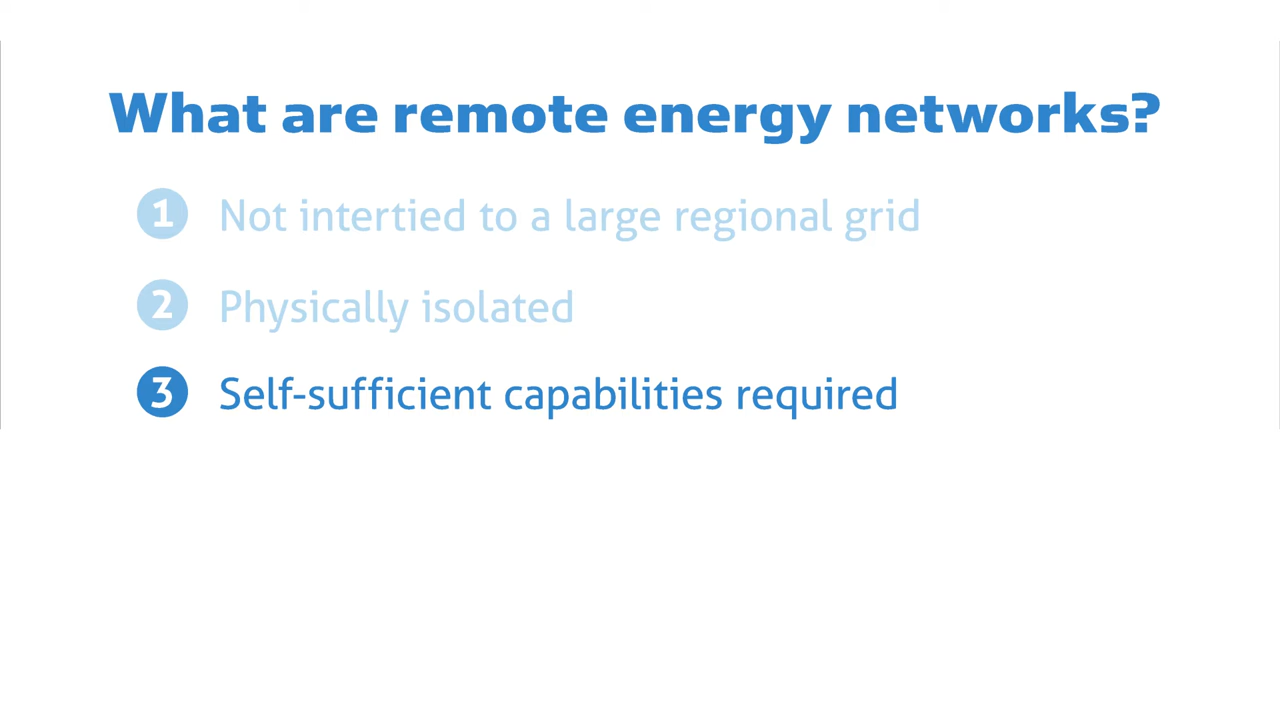 What are remote energy networks?
1 Not intertied to a large regional grid
2 Physically isolated
3 Self-sufficient capabilities required